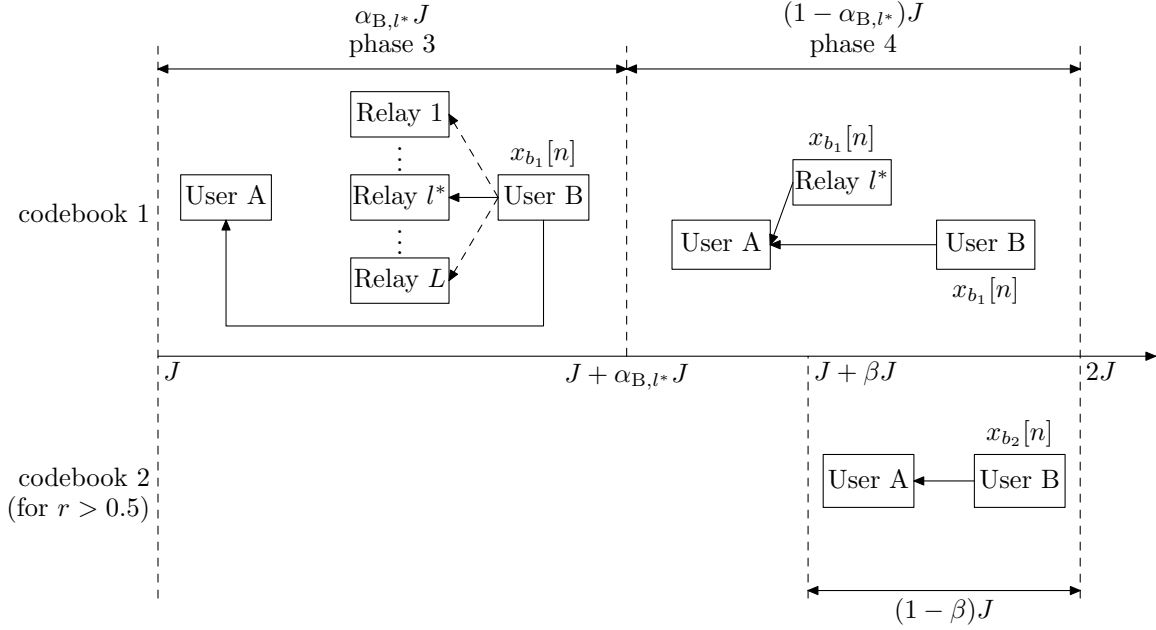 α_{B,l*}J
phase 3
(1 − α_{B,l*})J
phase 4
Relay 1
x_{b_1}[n]
User A
Relay l*
User B
Relay L
codebook 1
x_{b_1}[n]
Relay l*
User A
User B
x_{b_1}[n]
J
J + α_{B,l*}J
J + βJ
2J
codebook 2
(for r > 0.5)
x_{b_2}[n]
User A
User B
(1 − β)J